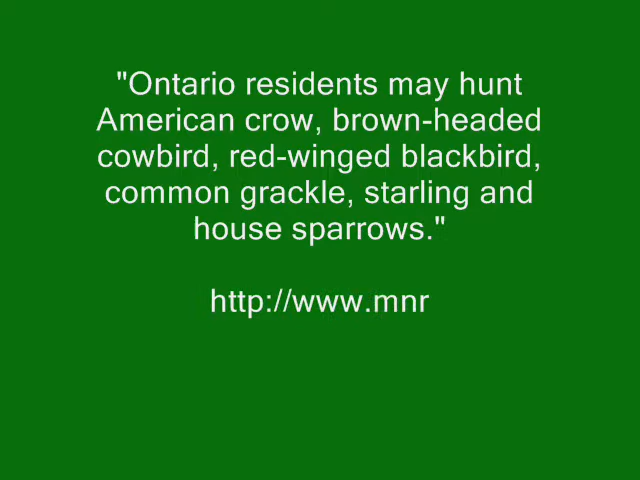 "Ontario residents may hunt
American crow, brown-headed
cowbird, red-winged blackbird,
common grackle, starling and
house sparrows."
http://www.mnr